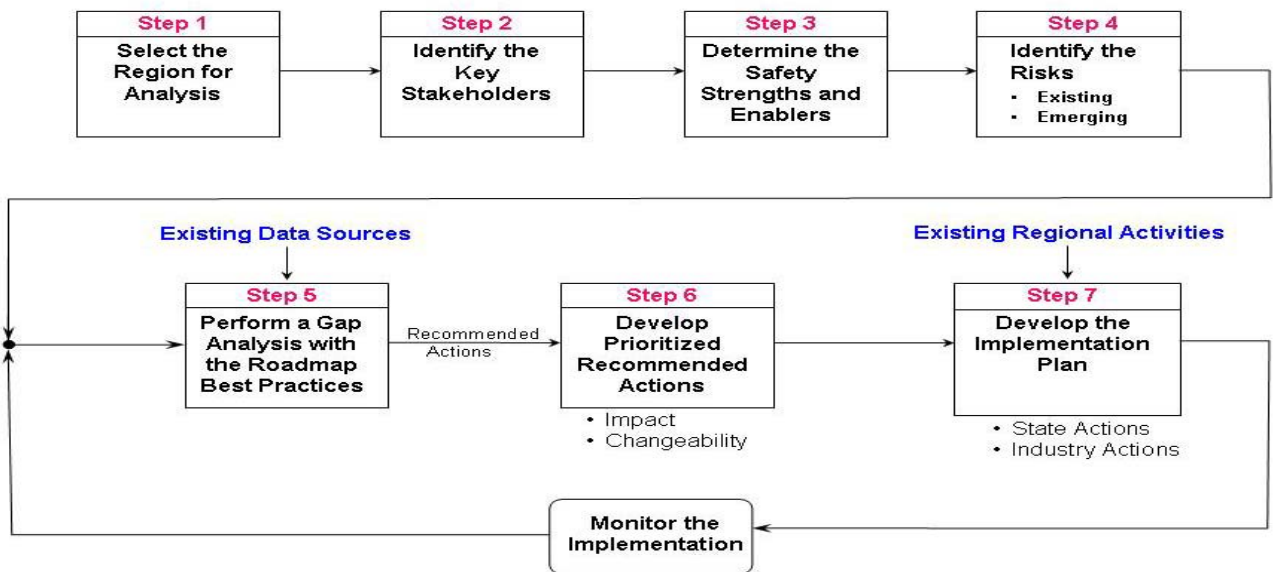 Step 1
Select the
Region for
Analysis
Step 2
Identify the
Key
Stakeholders
Step 3
Determine the
Safety
Strengths and
Enablers
Step 4
Identify the
Risks
▪ Existing
▪ Emerging
Existing Data Sources
Existing Regional Activities
Step 5
Perform a Gap
Analysis with
the Roadmap
Best Practices
Recommended
Actions
Step 6
Develop
Prioritized
Recommended
Actions
• Impact
• Changeability
Step 7
Develop the
Implementation
Plan
• State Actions
• Industry Actions
Monitor the
Implementation